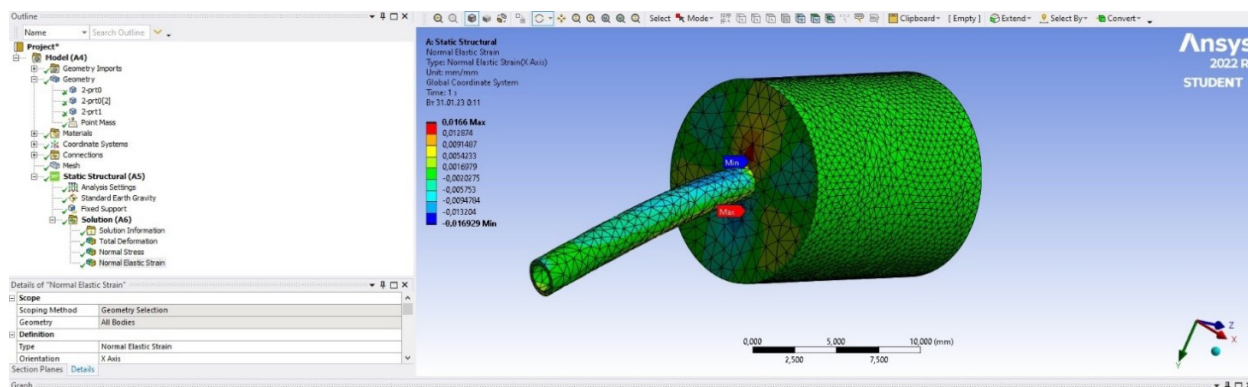 Outline
Name
Search Outline
Project*
Model (A4)
Geometry Imports
Geometry
2-prt0
2-prt0[2]
2-prt1
Point Mass
Materials
Coordinate Systems
Connections
Mesh
Static Structural (A5)
Analysis Settings
Standard Earth Gravity
Fixed Support
Solution (A6)
Solution Information
Total Deformation
Normal Stress
Normal Elastic Strain
Details of "Normal Elastic Strain"
Scope
Scoping Method Geometry Selection
Geometry All Bodies
Definition
Type Normal Elastic Strain
Orientation X Axis
Section Planes Details
Graph
Select Mode Clipboard [ Empty ] Extend Select By Convert
A: Static Structural
Normal Elastic Strain
Type: Normal Elastic Strain(X Axis)
Unit: mm/mm
Global Coordinate System
Time: 1 s
Вт 31.01.23 0:11
0,0166 Max
0,012874
0,0091487
0,0054233
0,0016979
-0,0020275
-0,005753
-0,0094784
-0,013204
-0,016929 Min
Min
Max
Ansys
2022 R
STUDENT
0,000 5,000 10,000 (mm)
2,500 7,500
Z
X
Y